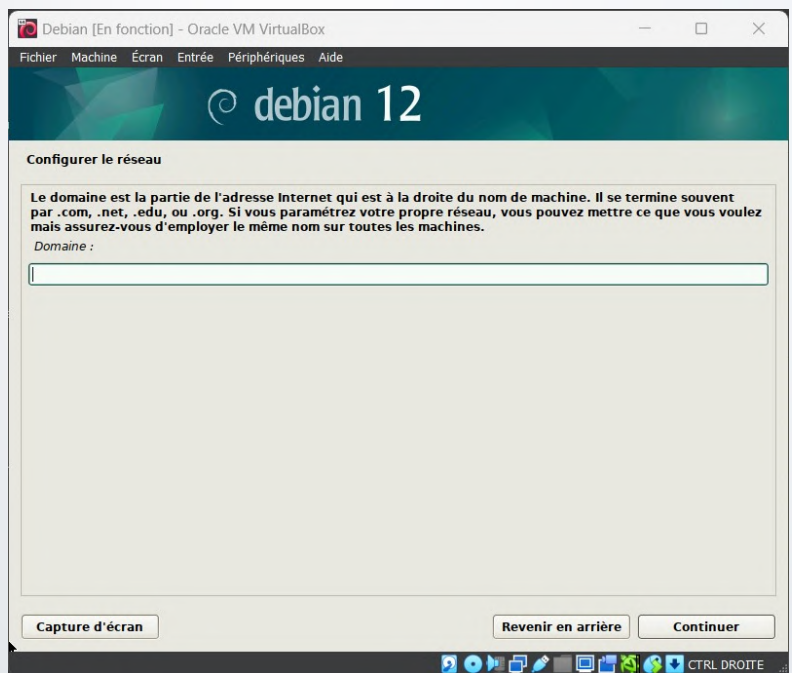 Debian [En fonction] - Oracle VM VirtualBox
Fichier Machine Écran Entrée Périphériques Aide
debian 12
Configurer le réseau
Le domaine est la partie de l'adresse Internet qui est à la droite du nom de machine. Il se termine souvent
par .com, .net, .edu, ou .org. Si vous paramétrez votre propre réseau, vous pouvez mettre ce que vous voulez
mais assurez-vous d'employer le même nom sur toutes les machines.
Domaine :
Capture d'écran Revenir en arrière Continuer
CTRL DROITE